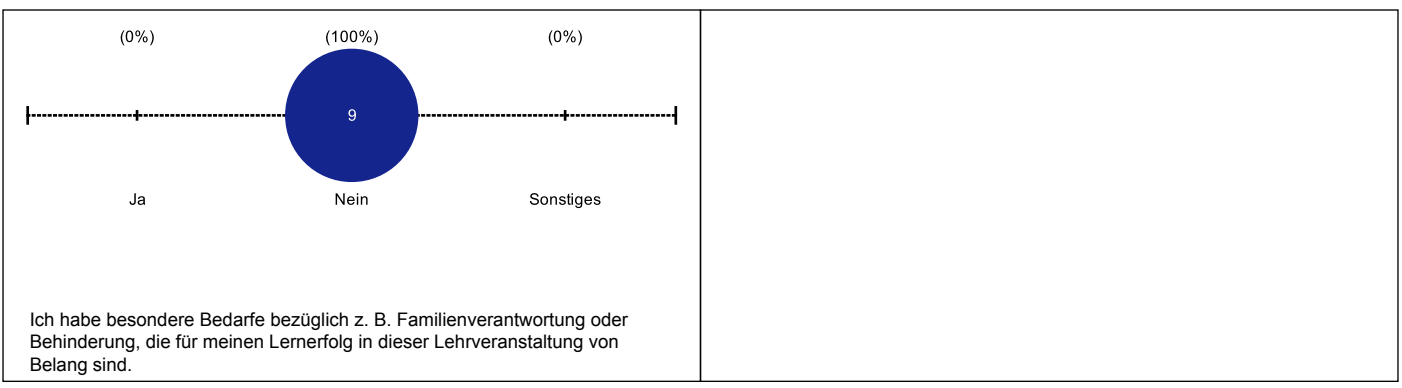 (0%) (100%) (0%)
9
Ja Nein Sonstiges
Ich habe besondere Bedarfe bezüglich z. B. Familienverantwortung oder
Behinderung, die für meinen Lernerfolg in dieser Lehrveranstaltung von
Belang sind.